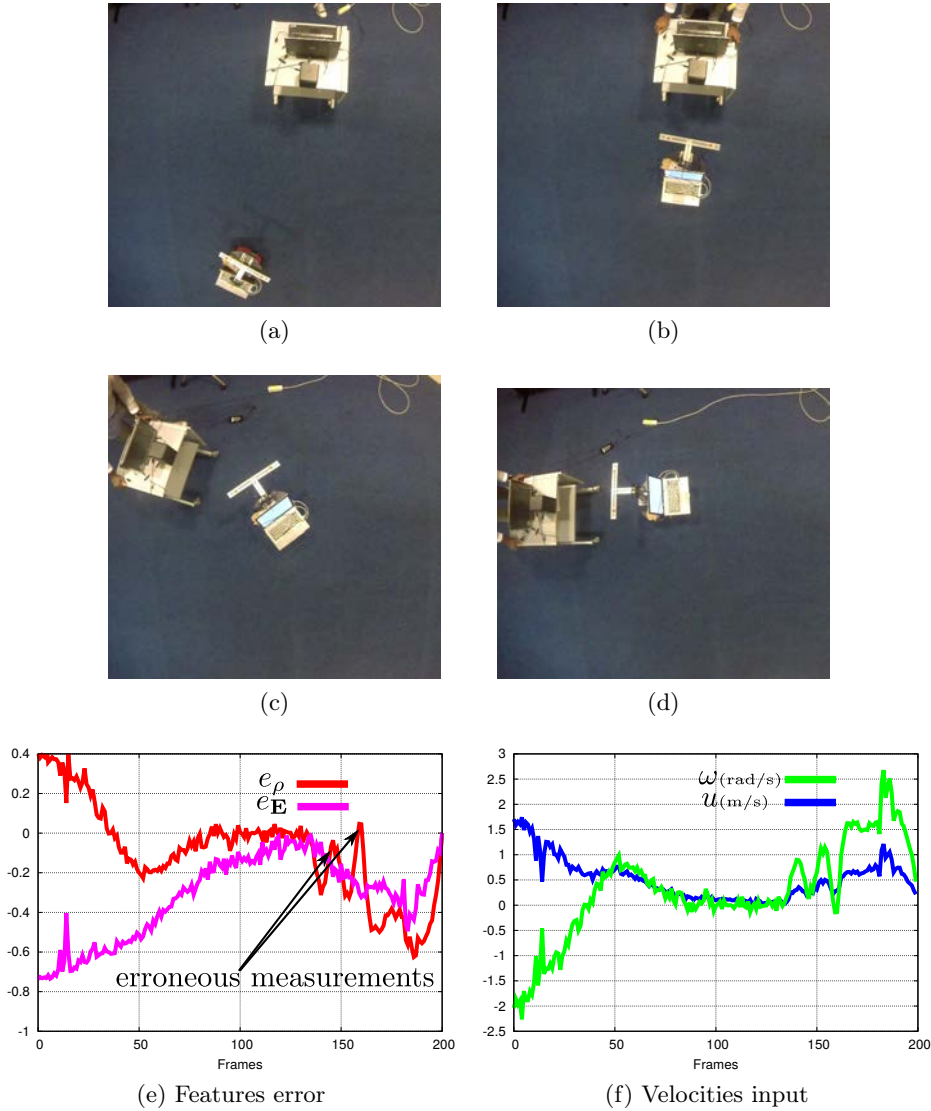 (a)
(b)
(c)
(d)
0.4
0.2
0
-0.2
-0.4
-0.6
-0.8
-1
0
50
100
150
200
Frames
e_ρ
e_E
erroneous measurements
(e) Features error
3
2.5
2
1.5
1
0.5
0
-0.5
-1
-1.5
-2
-2.5
0
50
100
150
200
Frames
ω(rad/s)
u(m/s)
(f) Velocities input